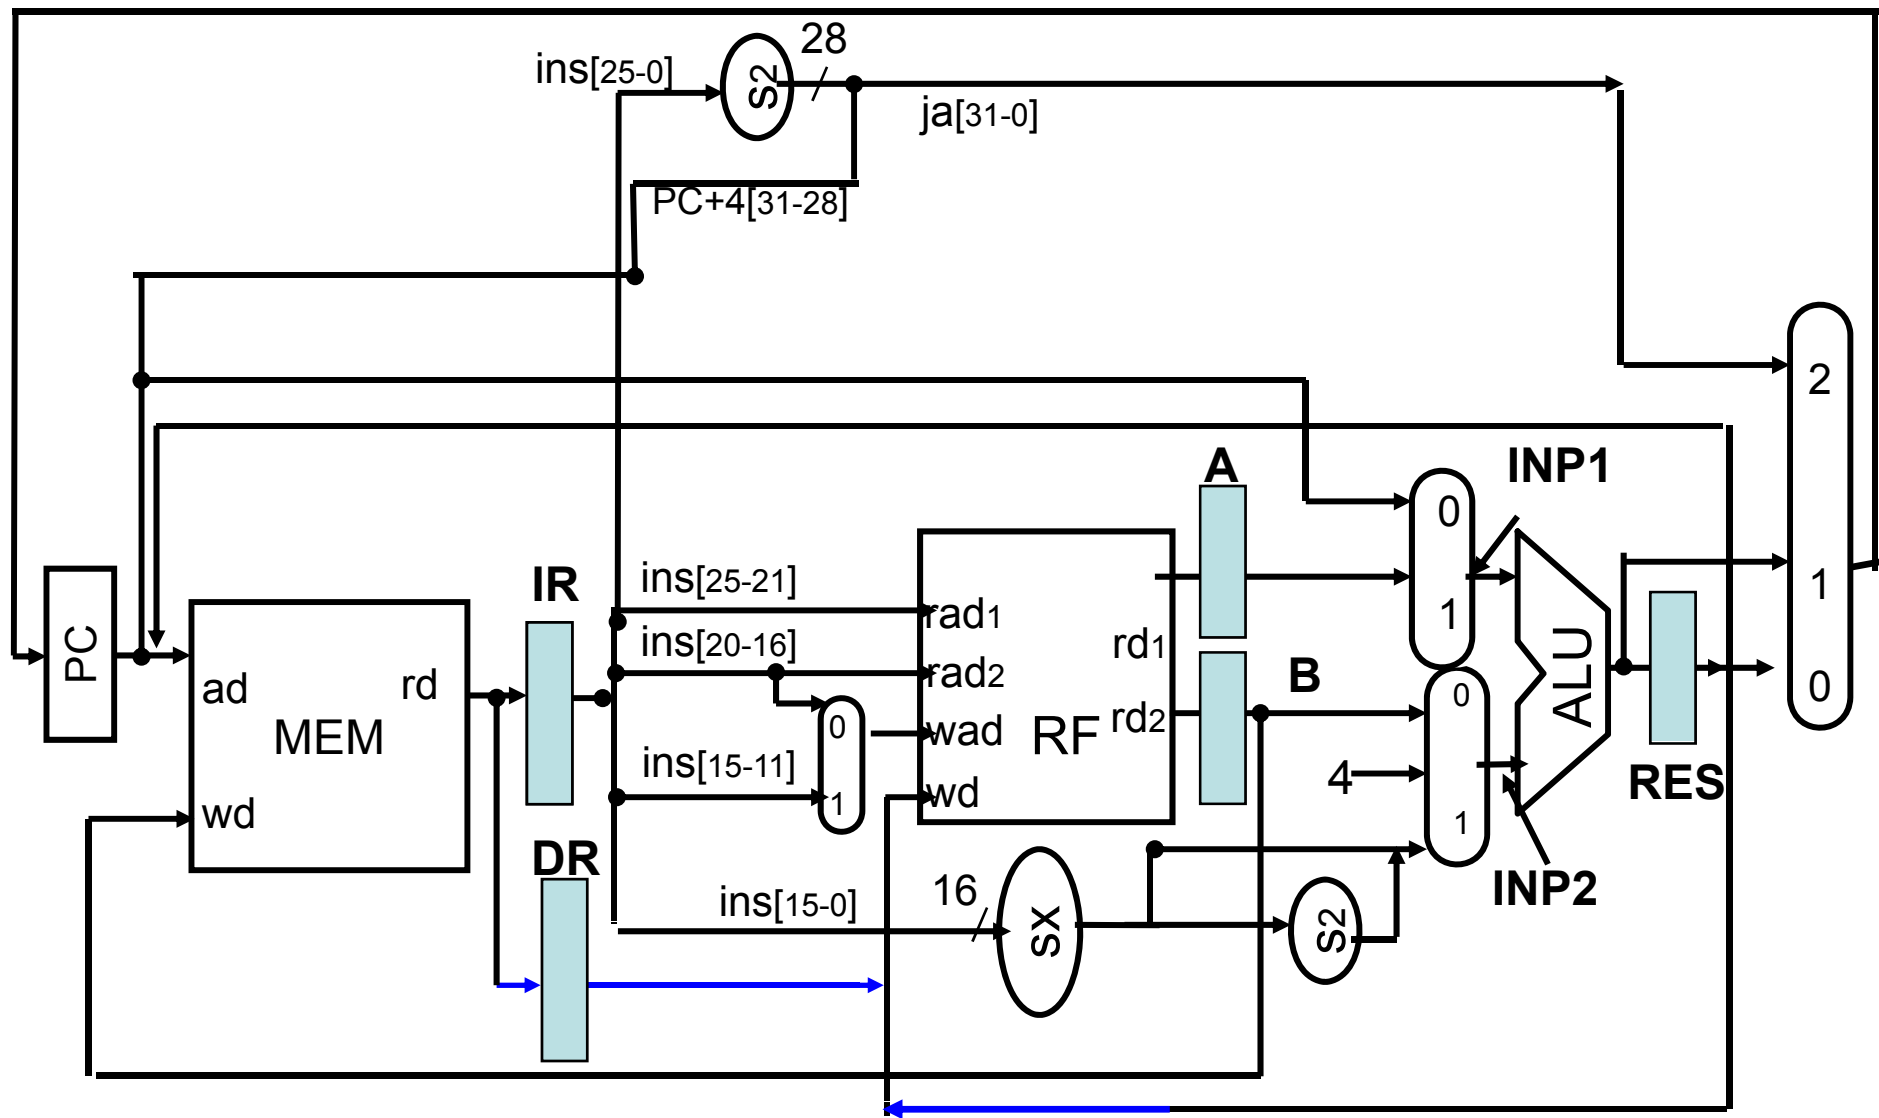 28
ins[25-0]
s2
ja[31-0]
PC+4[31-28]
2
A
INP1
0
IR
ins[25-21]
1
1
PC
rad1
ins[20-16]
rd1
ALU
ad
rd
rad2
B
0
0
MEM
0
wad
RF
rd2
ins[15-11]
4
RES
wd
1
wd
1
DR
INP2
16
ins[15-0]
sx
s2